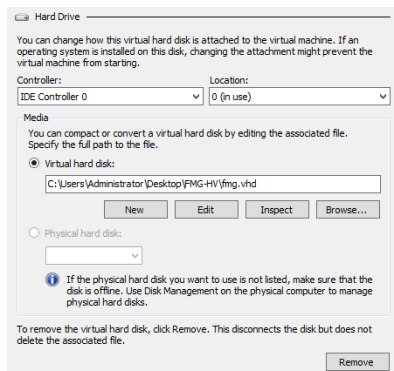 Hard Drive
You can change how this virtual hard disk is attached to the virtual machine. If an
operating system is installed on this disk, changing the attachment might prevent the
virtual machine from starting.
Controller: Location:
IDE Controller 0 0 (in use)
Media
You can compact or convert a virtual hard disk by editing the associated file.
Specify the full path to the file.
Virtual hard disk:
C:\Users\Administrator\Desktop\FMG-HV\fmg.vhd
New Edit Inspect Browse...
Physical hard disk:
If the physical hard disk you want to use is not listed, make sure that the
disk is offline. Use Disk Management on the physical computer to manage
physical hard disks.
To remove the virtual hard disk, click Remove. This disconnects the disk but does not
delete the associated file.
Remove